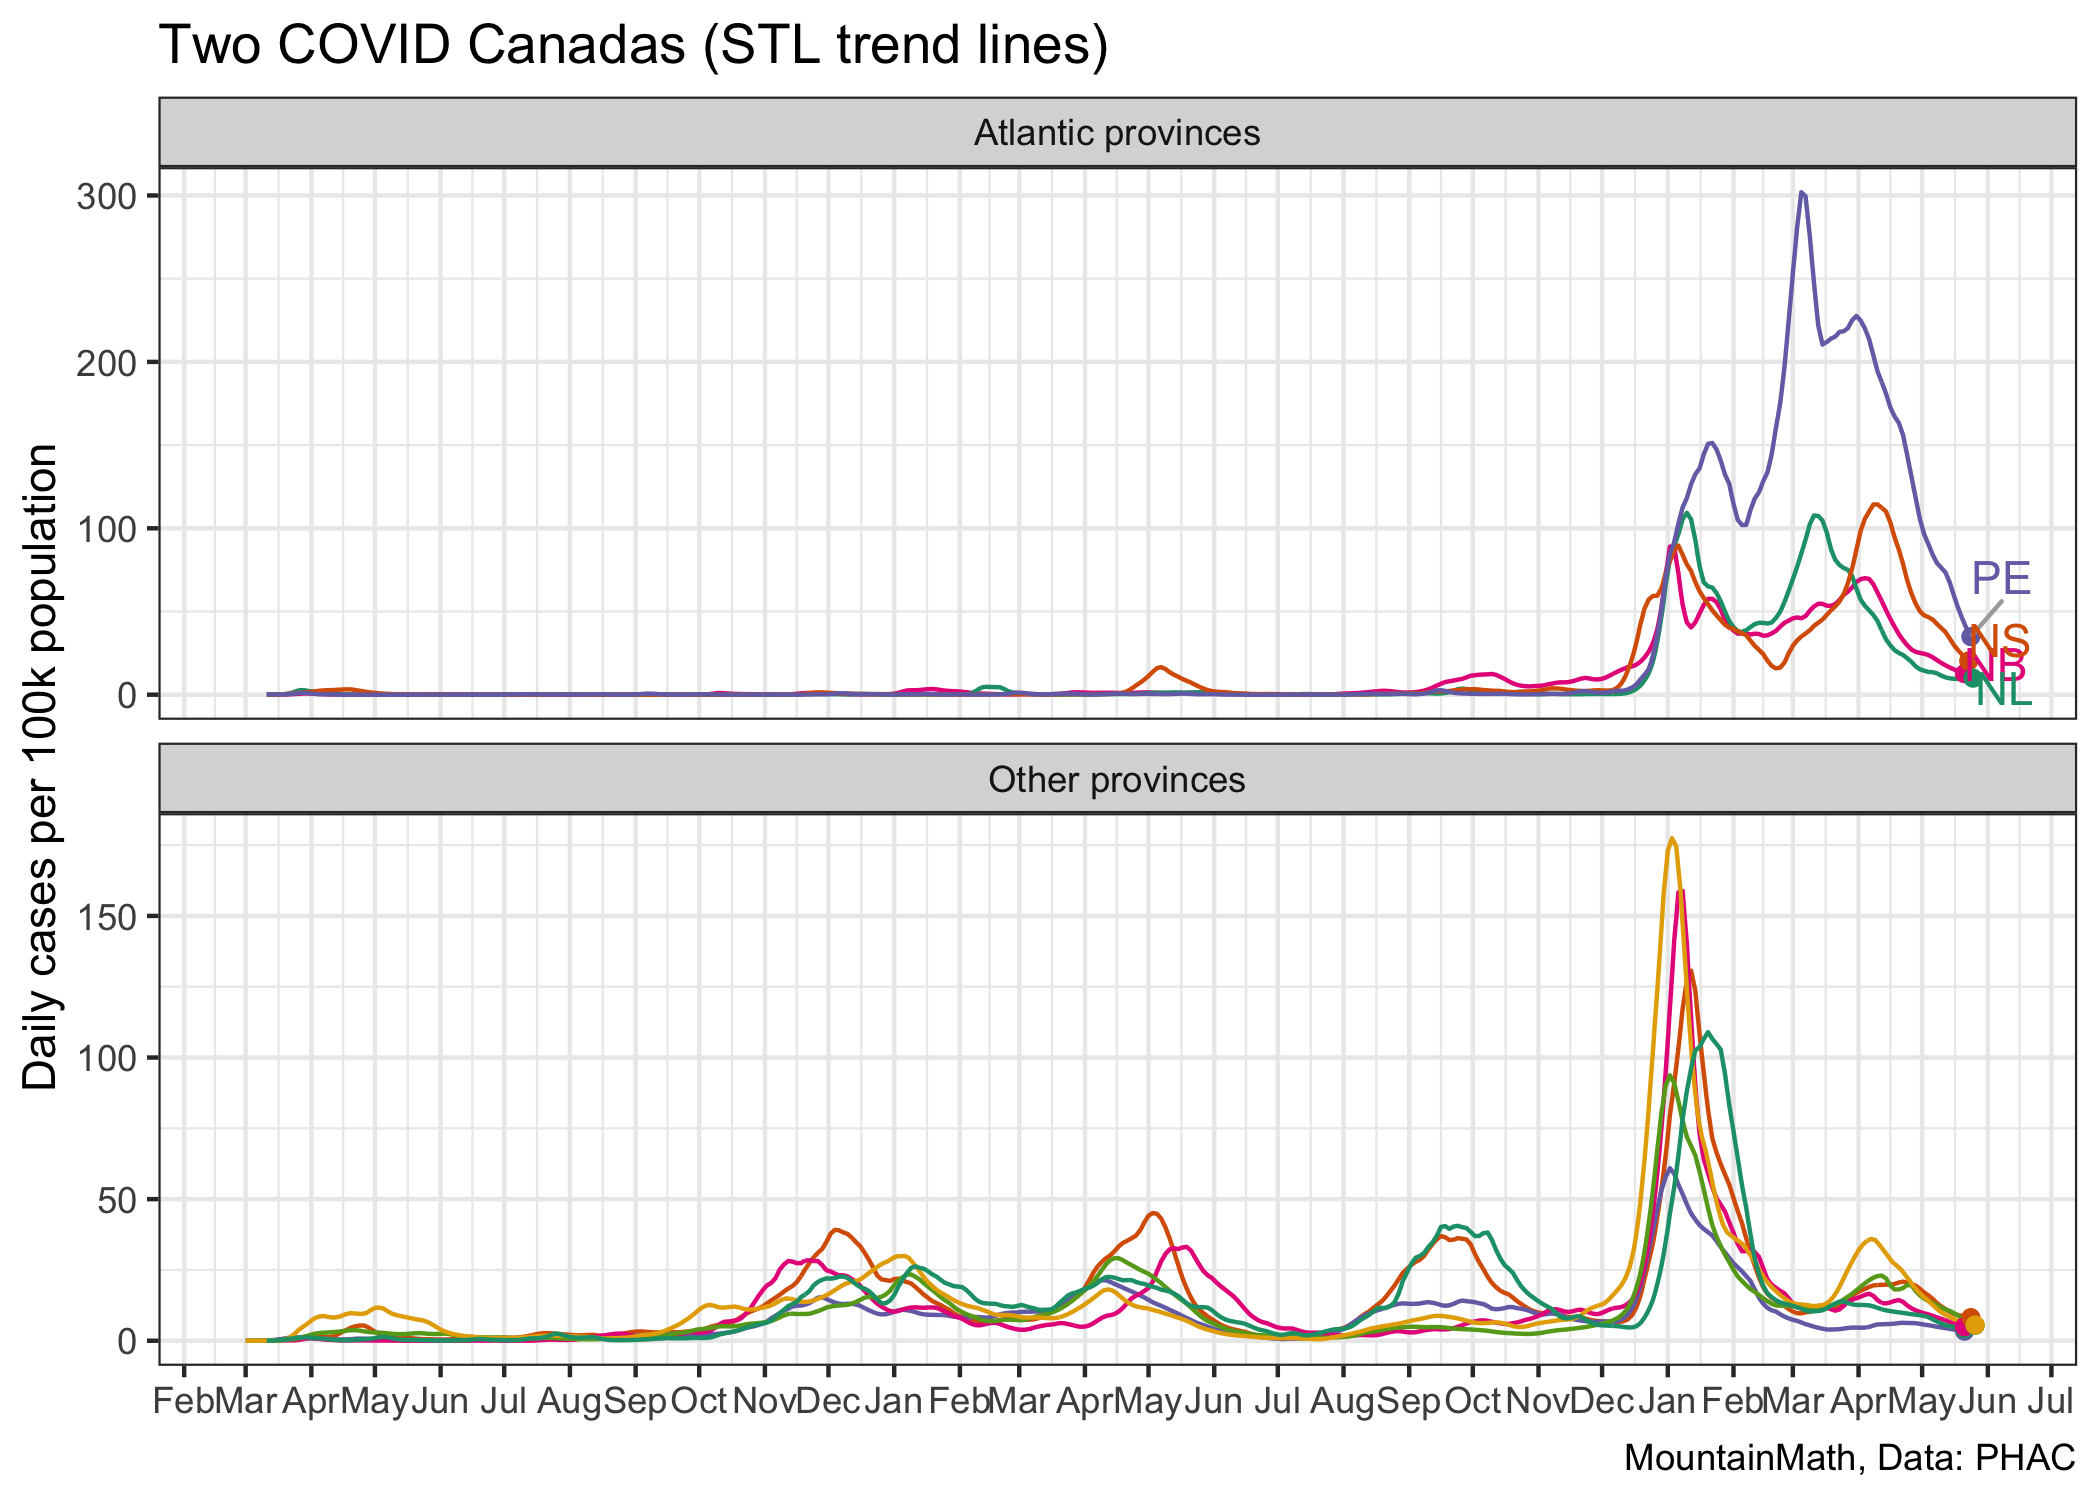 Two COVID Canadas (STL trend lines)
Atlantic provinces
300
200
100
0
PE
NS
NB
NL
Daily cases per 100k population
Other provinces
150
100
50
0
Feb Mar Apr May Jun Jul Aug Sep Oct Nov Dec Jan Feb Mar Apr May Jun Jul Aug Sep Oct Nov Dec Jan Feb Mar Apr May Jun Jul
MountainMath, Data: PHAC